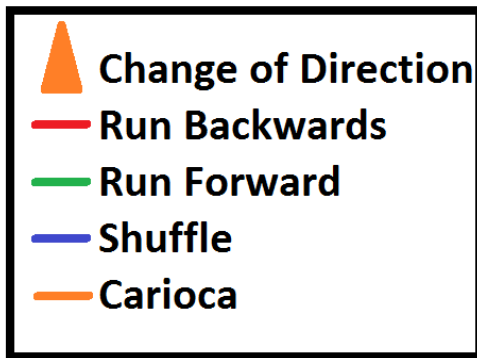 Change of Direction
Run Backwards
Run Forward
Shuffle
Carioca